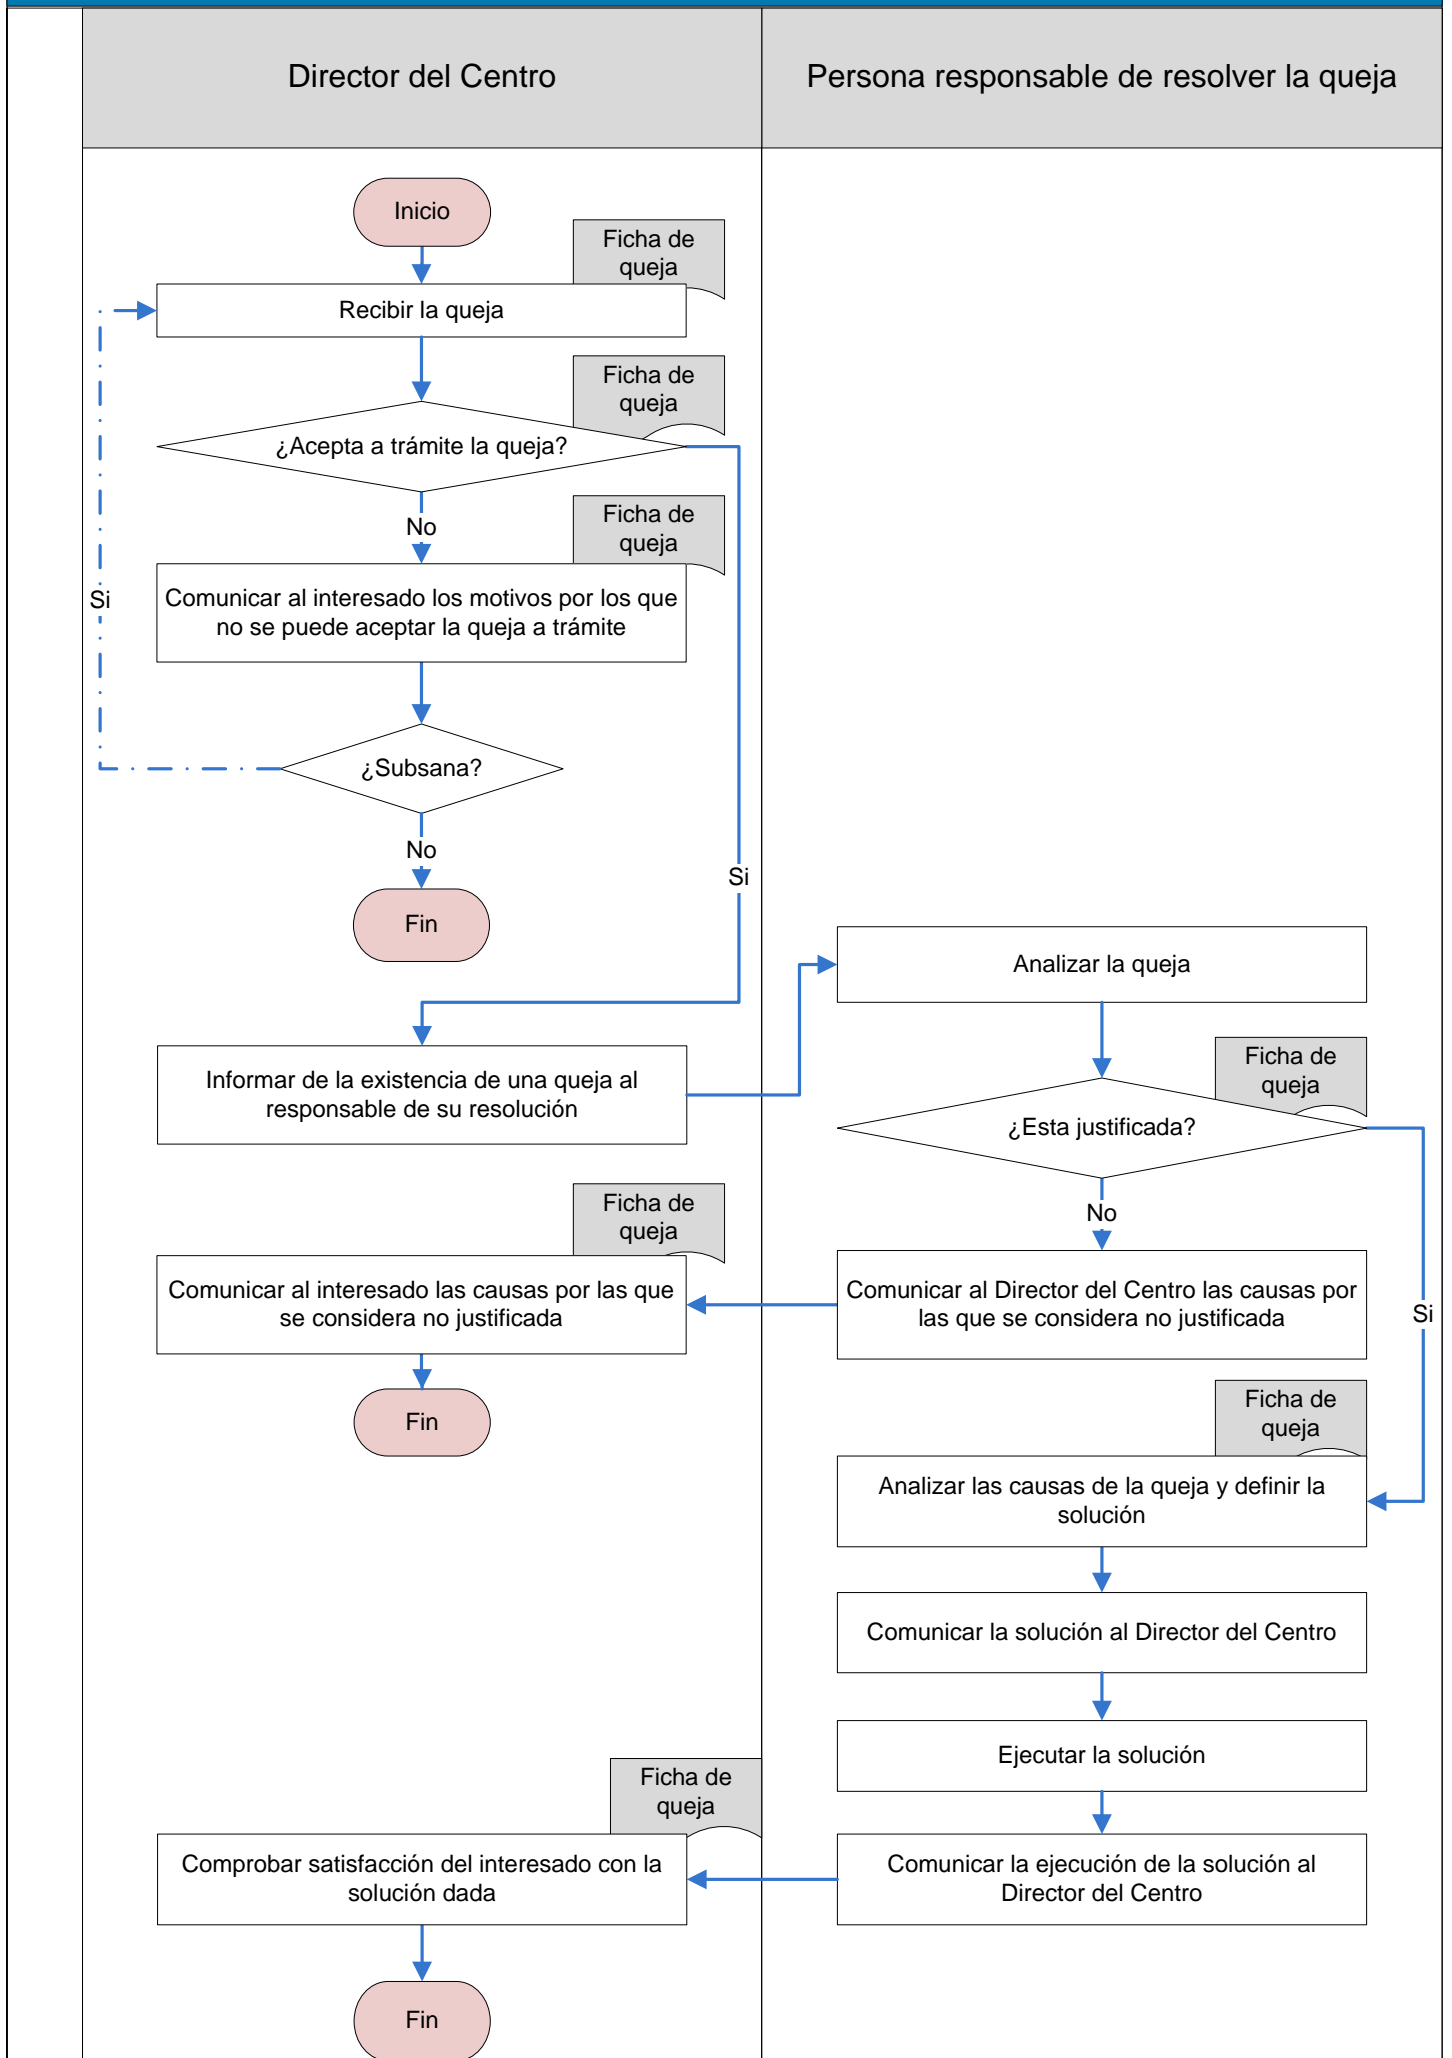 Director del Centro
Persona responsable de resolver la queja
Inicio
Ficha de
queja
Recibir la queja
Ficha de
queja
¿Acepta a trámite la queja?
No
Ficha de
queja
Si
Comunicar al interesado los motivos por los que
no se puede aceptar la queja a trámite
¿Subsana?
No
Si
Fin
Analizar la queja
Informar de la existencia de una queja al
responsable de su resolución
Ficha de
queja
¿Esta justificada?
No
Ficha de
queja
Comunicar al interesado las causas por las que
se considera no justificada
Comunicar al Director del Centro las causas por
las que se considera no justificada
Si
Fin
Ficha de
queja
Analizar las causas de la queja y definir la
solución
Comunicar la solución al Director del Centro
Ejecutar la solución
Ficha de
queja
Comprobar satisfacción del interesado con la
solución dada
Comunicar la ejecución de la solución al
Director del Centro
Fin